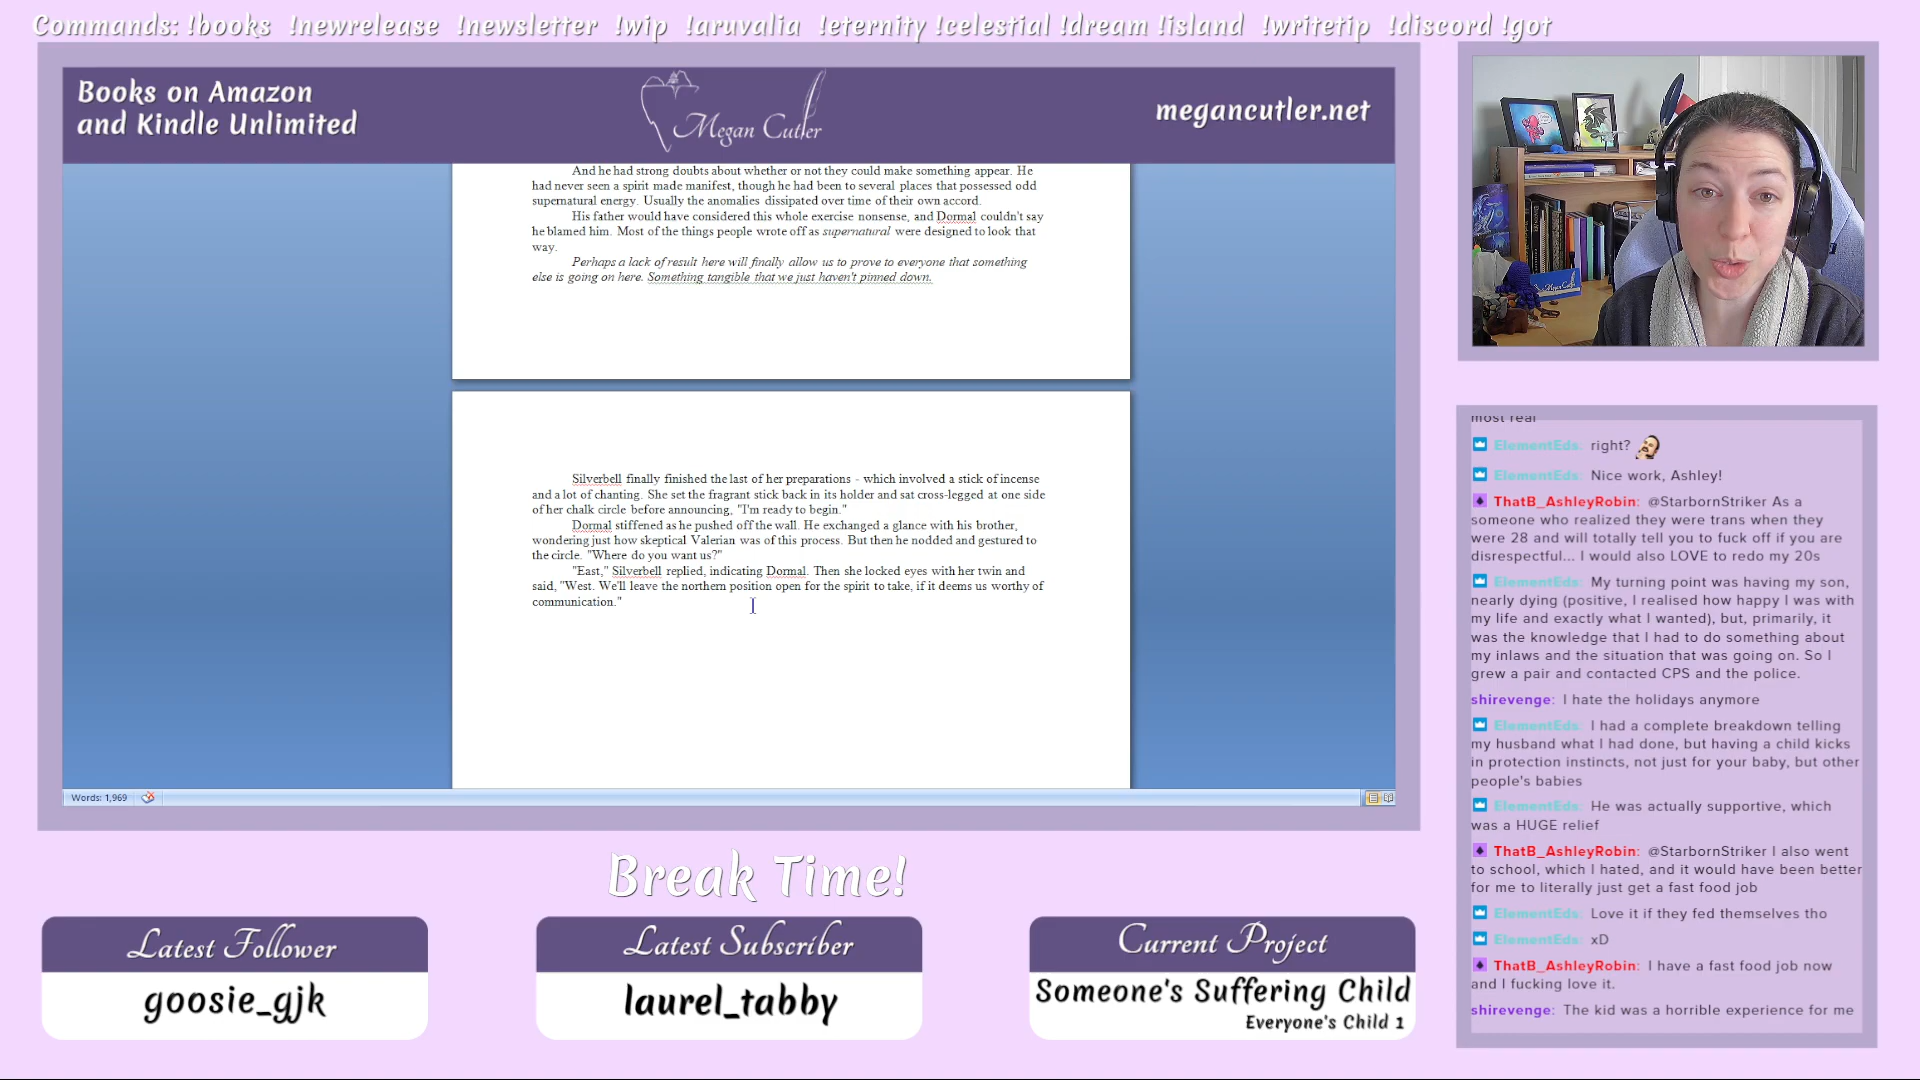 Commands: !books !newrelease !newsletter !wip !aruvalia !eternity !celestial !dream !island !writetip !discord !got
Books on Amazon
and Kindle Unlimited
Megan Cutler
megancutler.net
And he had strong doubts about whether or not they could make something appear. He
had never seen a spirit made manifest, though he had been to several places that possessed odd
supernatural energy. Usually the anomalies dissipated over time of their own accord.
His father would have considered this whole exercise nonsense, and Dormal couldn't say
he blamed him. Most of the things people wrote off as supernatural were designed to look that
way.
Perhaps a lack of result here will finally allow us to prove to everyone that something
else is going on here. Something tangible that we just haven't pinned down.
Silverbell finally finished the last of her preparations - which involved a stick of incense
and a lot of chanting. She set the fragrant stick back in its holder and sat cross-legged at one side
of her chalk circle before announcing, "I'm ready to begin."
Dormal stiffened as he pushed off the wall. He exchanged a glance with his brother,
wondering just how skeptical Valerian was of this process. But then he nodded and gestured to
the circle. "Where do you want us?"
"East," Silverbell replied, indicating Dormal. Then she locked eyes with her twin and
said, "West. We'll leave the northern position open for the spirit to take, if it deems us worthy of
communication."
Words: 1,969
most real
ElementEds: right?
ElementEds: Nice work, Ashley!
ThatB_AshleyRobin: @StarbornStriker As a
someone who realized they were trans when they
were 28 and will totally tell you to fuck off if you are
disrespectful... I would also LOVE to redo my 20s
ElementEds: My turning point was having my son,
nearly dying (positive, I realised how happy I was with
my life and exactly what I wanted), but, primarily, it
was the knowledge that I had to do something about
my inlaws and the situation that was going on. So I
grew a pair and contacted CPS and the police.
shirevenge: I hate the holidays anymore
ElementEds: I had a complete breakdown telling
my husband what I had done, but having a child kicks
in protection instincts, not just for your baby, but other
people's babies
ElementEds: He was actually supportive, which
was a HUGE relief
ThatB_AshleyRobin: @StarbornStriker I also went
to school, which I hated, and it would have been better
for me to literally just get a fast food job
ElementEds: Love it if they fed themselves tho
ElementEds: xD
ThatB_AshleyRobin: I have a fast food job now
and I fucking love it.
shirevenge: The kid was a horrible experience for me
Break Time!
Latest Follower
goosie_gjk
Latest Subscriber
laurel_tabby
Current Project
Someone's Suffering Child
Everyone's Child 1